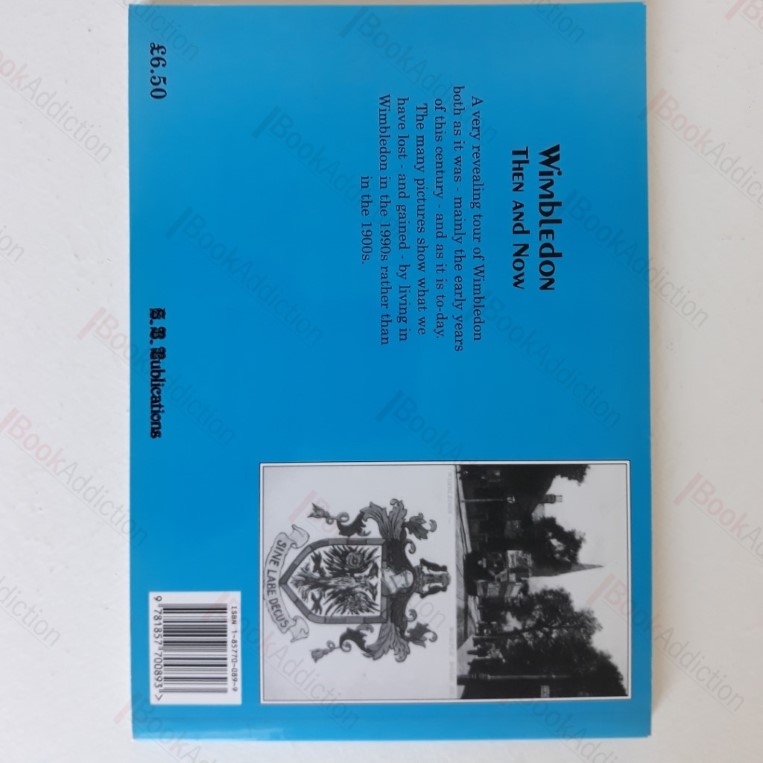 Wimbledon
Then and Now
A very revealing tour of Wimbledon
both as it was - mainly the early years
of this century - and as it is to-day.
The many pictures show what we
have lost - and gained - by living in
Wimbledon in the 1990s rather than
in the 1900s.
SINE LABE DECUS
£6.50
S.B. Publications
ISBN 1-85770-089-9
9 781857 700893 >
BookAddiction